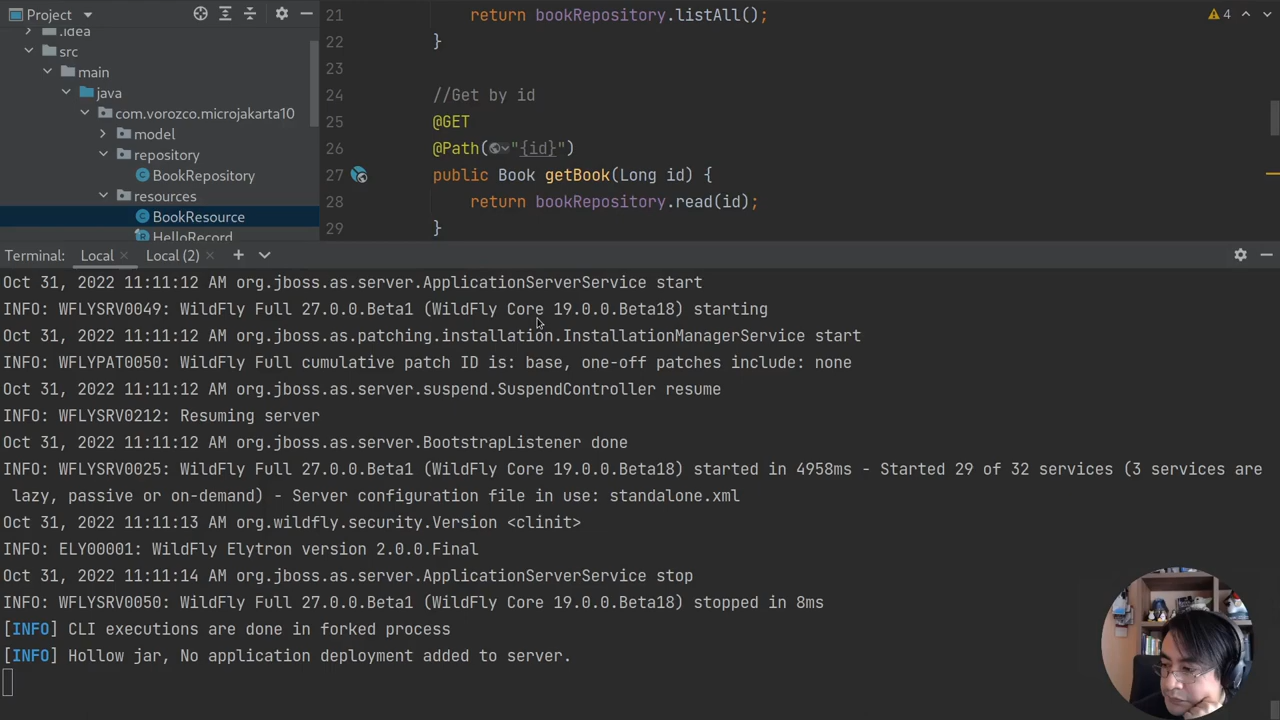 Project
.idea
src
main
java
com.vorozco.microjakarta10
model
repository
BookRepository
resources
BookResource
HelloRecord
4
21 return bookRepository.listAll();
22 }
23
24 //Get by id
25 @GET
26 @Path("{id}")
27 public Book getBook(Long id) {
28 return bookRepository.read(id);
29 }
Terminal: Local × Local (2) × +
Oct 31, 2022 11:11:12 AM org.jboss.as.server.ApplicationServerService start
INFO: WFLYSRV0049: WildFly Full 27.0.0.Beta1 (WildFly Core 19.0.0.Beta18) starting
Oct 31, 2022 11:11:12 AM org.jboss.as.patching.installation.InstallationManagerService start
INFO: WFLYPAT0050: WildFly Full cumulative patch ID is: base, one-off patches include: none
Oct 31, 2022 11:11:12 AM org.jboss.as.server.suspend.SuspendController resume
INFO: WFLYSRV0212: Resuming server
Oct 31, 2022 11:11:12 AM org.jboss.as.server.BootstrapListener done
INFO: WFLYSRV0025: WildFly Full 27.0.0.Beta1 (WildFly Core 19.0.0.Beta18) started in 4958ms - Started 29 of 32 services (3 services are
lazy, passive or on-demand) - Server configuration file in use: standalone.xml
Oct 31, 2022 11:11:13 AM org.wildfly.security.Version <clinit>
INFO: ELY00001: WildFly Elytron version 2.0.0.Final
Oct 31, 2022 11:11:14 AM org.jboss.as.server.ApplicationServerService stop
INFO: WFLYSRV0050: WildFly Full 27.0.0.Beta1 (WildFly Core 19.0.0.Beta18) stopped in 8ms
[INFO] CLI executions are done in forked process
[INFO] Hollow jar, No application deployment added to server.